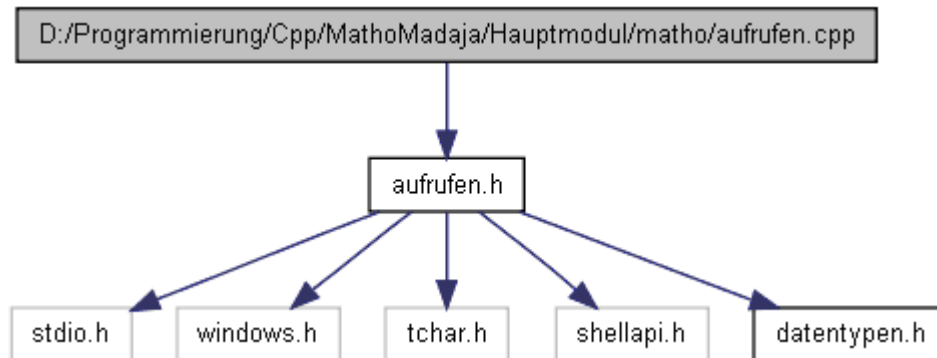 D:/Programmierung/Cpp/MathoMadaja/Hauptmodul/matho/aufrufen.cpp
aufrufen.h
stdio.h
windows.h
tchar.h
shellapi.h
datentypen.h